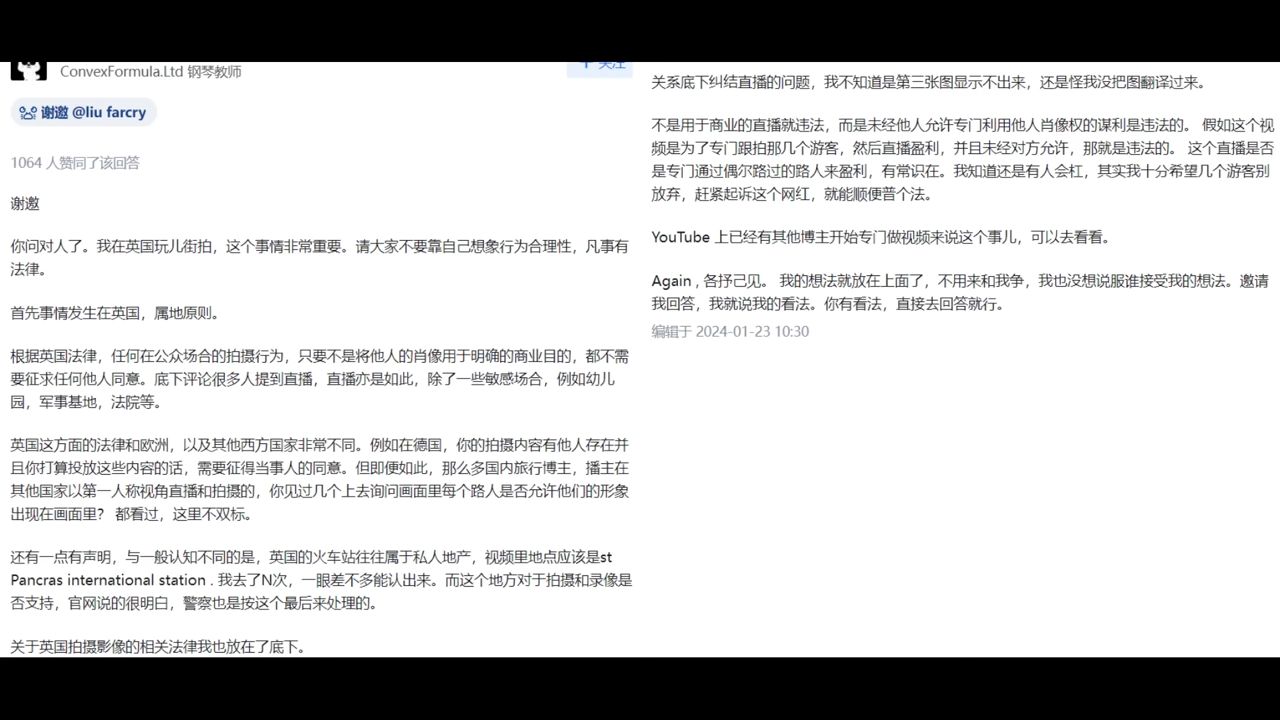 ConvexFormula.Ltd 钢琴教师
+ 关注
谢邀 @liu farcry
1064 人赞同了该回答
谢邀
你问对人了。我在英国玩儿街拍，这个事情非常重要。请大家不要靠自己想象行为合理性，凡事有
法律。
首先事情发生在英国，属地原则。
根据英国法律，任何在公众场合的拍摄行为，只要不是将他人的肖像用于明确的商业目的，都不需
要征求任何他人同意。底下评论很多人提到直播，直播亦是如此，除了一些敏感场合，例如幼儿
园，军事基地，法院等。
英国这方面的法律和欧洲，以及其他西方国家非常不同。例如在德国，你的拍摄内容有他人存在并
且你打算投放这些内容的话，需要征得当事人的同意。但即便如此，那么多国内旅行博主，播主在
其他国家以第一人称视角直播和拍摄的，你见过几个上去询问画面里每个路人是否允许他们的形象
出现在画面里？ 都看过，这里不双标。
还有一点有声明，与一般认知不同的是，英国的火车站往往属于私人地产，视频里地点应该是st
Pancras international station . 我去了N次，一眼差不多能认出来。而这个地方对于拍摄和录像是
否支持，官网说的很明白，警察也是按这个最后来处理的。
关于英国拍摄影像的相关法律我也放在了底下。
关系底下纠结直播的问题，我不知道是第三张图显示不出来，还是怪我没把图翻译过来。
不是用于商业的直播就违法，而是未经他人允许专门利用他人肖像权的谋利是违法的。 假如这个视
频是为了专门跟拍那几个游客，然后直播盈利，并且未经对方允许，那就是违法的。 这个直播是否
是专门通过偶尔路过的路人来盈利，有常识在。我知道还是有人会杠，其实我十分希望几个游客别
放弃，赶紧起诉这个网红，就能顺便普个法。
YouTube 上已经有其他博主开始专门做视频来说这个事儿，可以去看看。
Again , 各抒己见。 我的想法就放在上面了，不用来和我争，我也没想说服谁接受我的想法。邀请
我回答，我就说我的看法。你有看法，直接去回答就行。
编辑于 2024-01-23 10:30